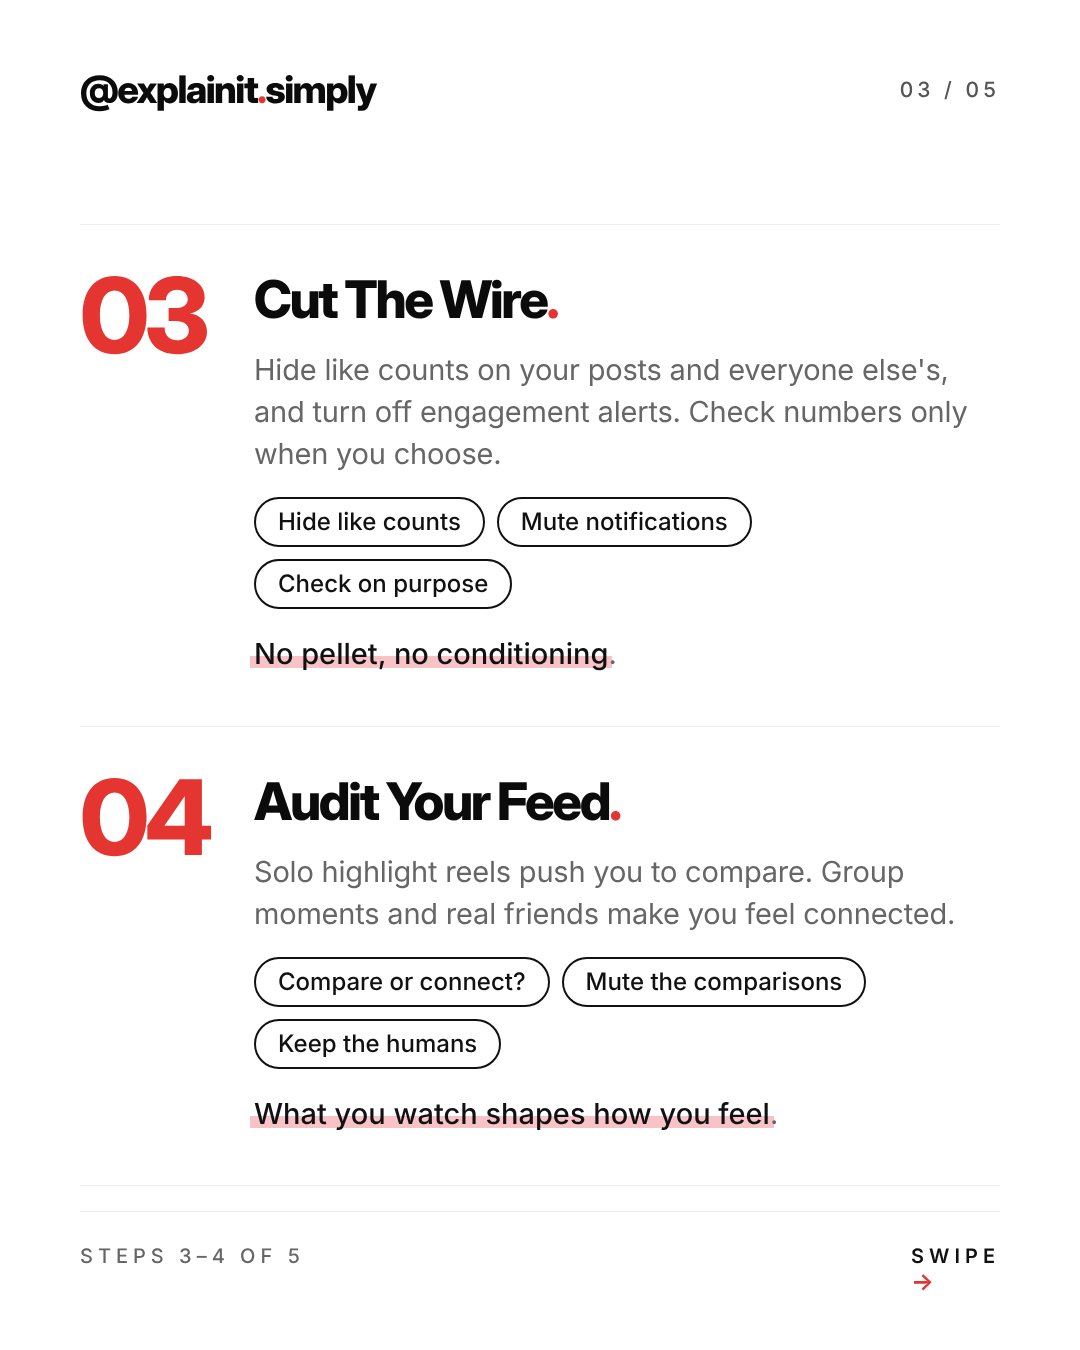 @explainit.simply
03 / 05
03
Cut The Wire.
Hide like counts on your posts and everyone else's,
and turn off engagement alerts. Check numbers only
when you choose.
Hide like counts
Mute notifications
Check on purpose
No pellet, no conditioning.
04
Audit Your Feed.
Solo highlight reels push you to compare. Group
moments and real friends make you feel connected.
Compare or connect?
Mute the comparisons
Keep the humans
What you watch shapes how you feel.
STEPS 3–4 OF 5
SWIPE
→